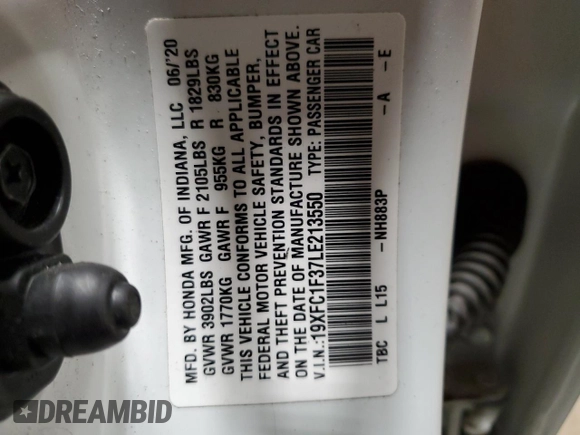 MFD. BY HONDA MFG. OF INDIANA, LLC 06/'20
GVWR 3902LBS GAWR F 2105LBS R 1829LBS
GVWR 1770KG GAWR F 955KG R 830KG
THIS VEHICLE CONFORMS TO ALL APPLICABLE
FEDERAL MOTOR VEHICLE SAFETY, BUMPER,
AND THEFT PREVENTION STANDARDS IN EFFECT
ON THE DATE OF MANUFACTURE SHOWN ABOVE.
V.I.N.:19XFC1F37LE213550 TYPE: PASSENGER CAR
TBC L L15 -NH883P -A -E
DREAMBID